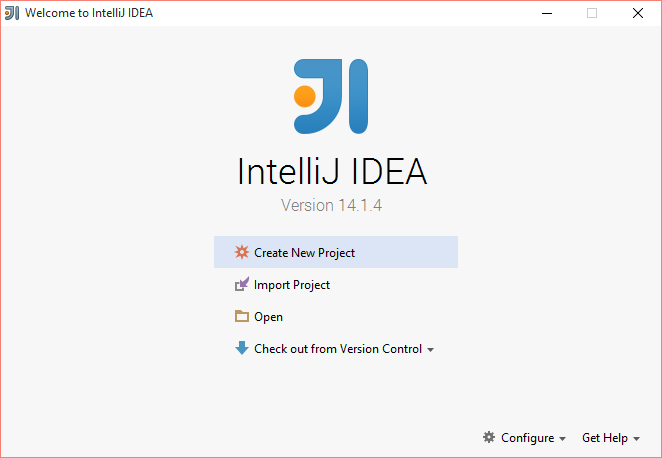 Welcome to IntelliJ IDEA
IntelliJ IDEA
Version 14.1.4
Create New Project
Import Project
Open
Check out from Version Control
Configure
Get Help